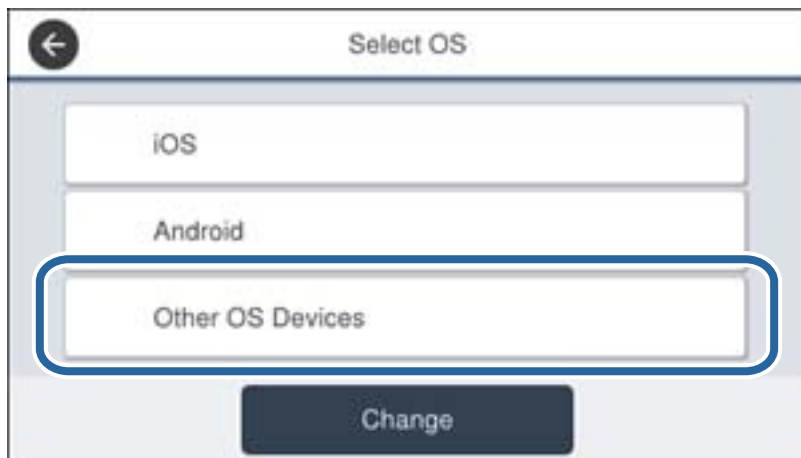 Select OS
iOS
Android
Other OS Devices
Change